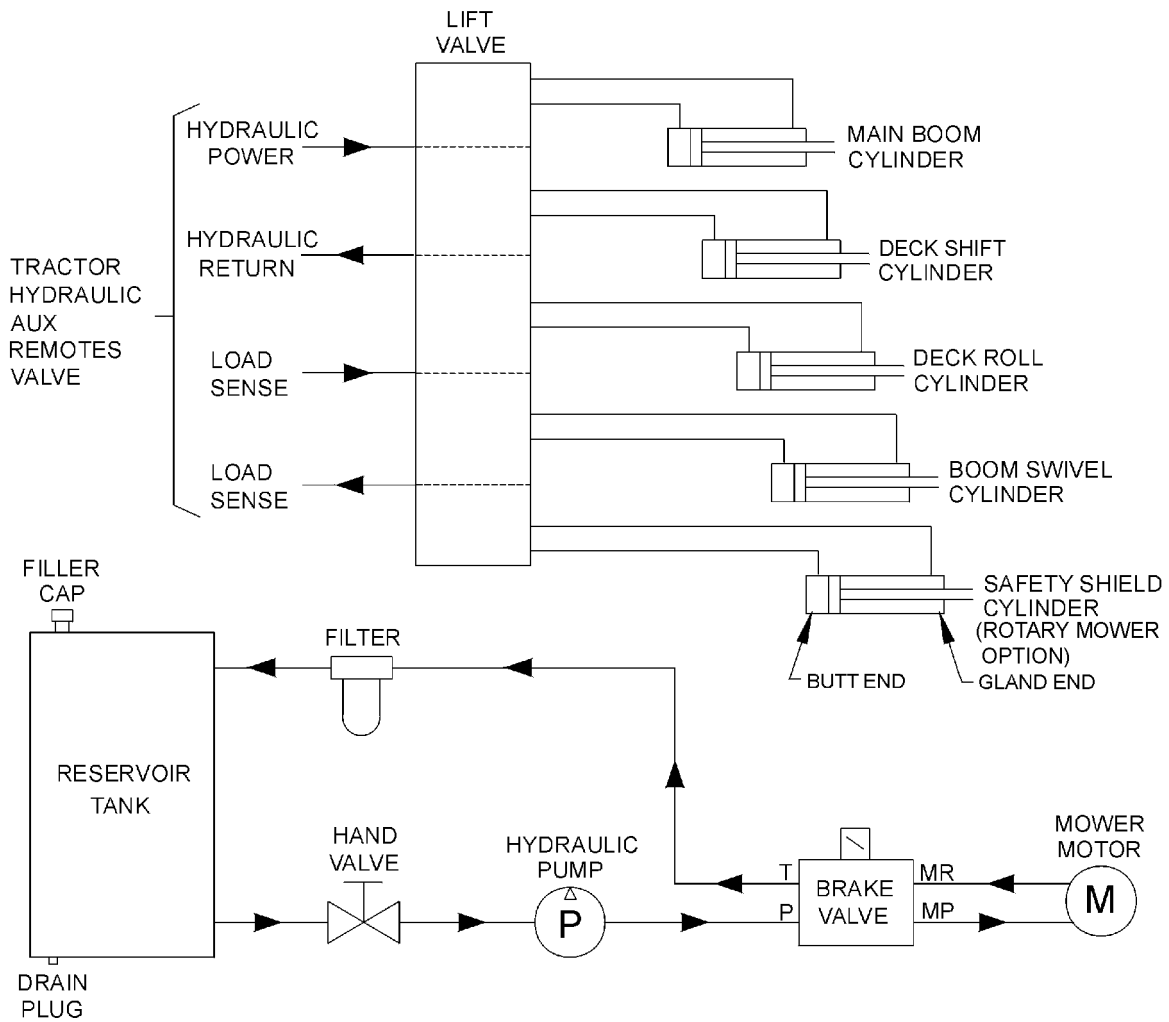 LIFT
VALVE
HYDRAULIC
POWER
HYDRAULIC
RETURN
LOAD
SENSE
LOAD
SENSE
TRACTOR
HYDRAULIC
AUX
REMOTES
VALVE
MAIN BOOM
CYLINDER
DECK SHIFT
CYLINDER
DECK ROLL
CYLINDER
BOOM SWIVEL
CYLINDER
SAFETY SHIELD
CYLINDER
(ROTARY MOWER
OPTION)
BUTT END
GLAND END
FILLER
CAP
FILTER
RESERVOIR
TANK
DRAIN
PLUG
HAND
VALVE
HYDRAULIC
PUMP
P
T
P
BRAKE
VALVE
MR
MP
MOWER
MOTOR
M